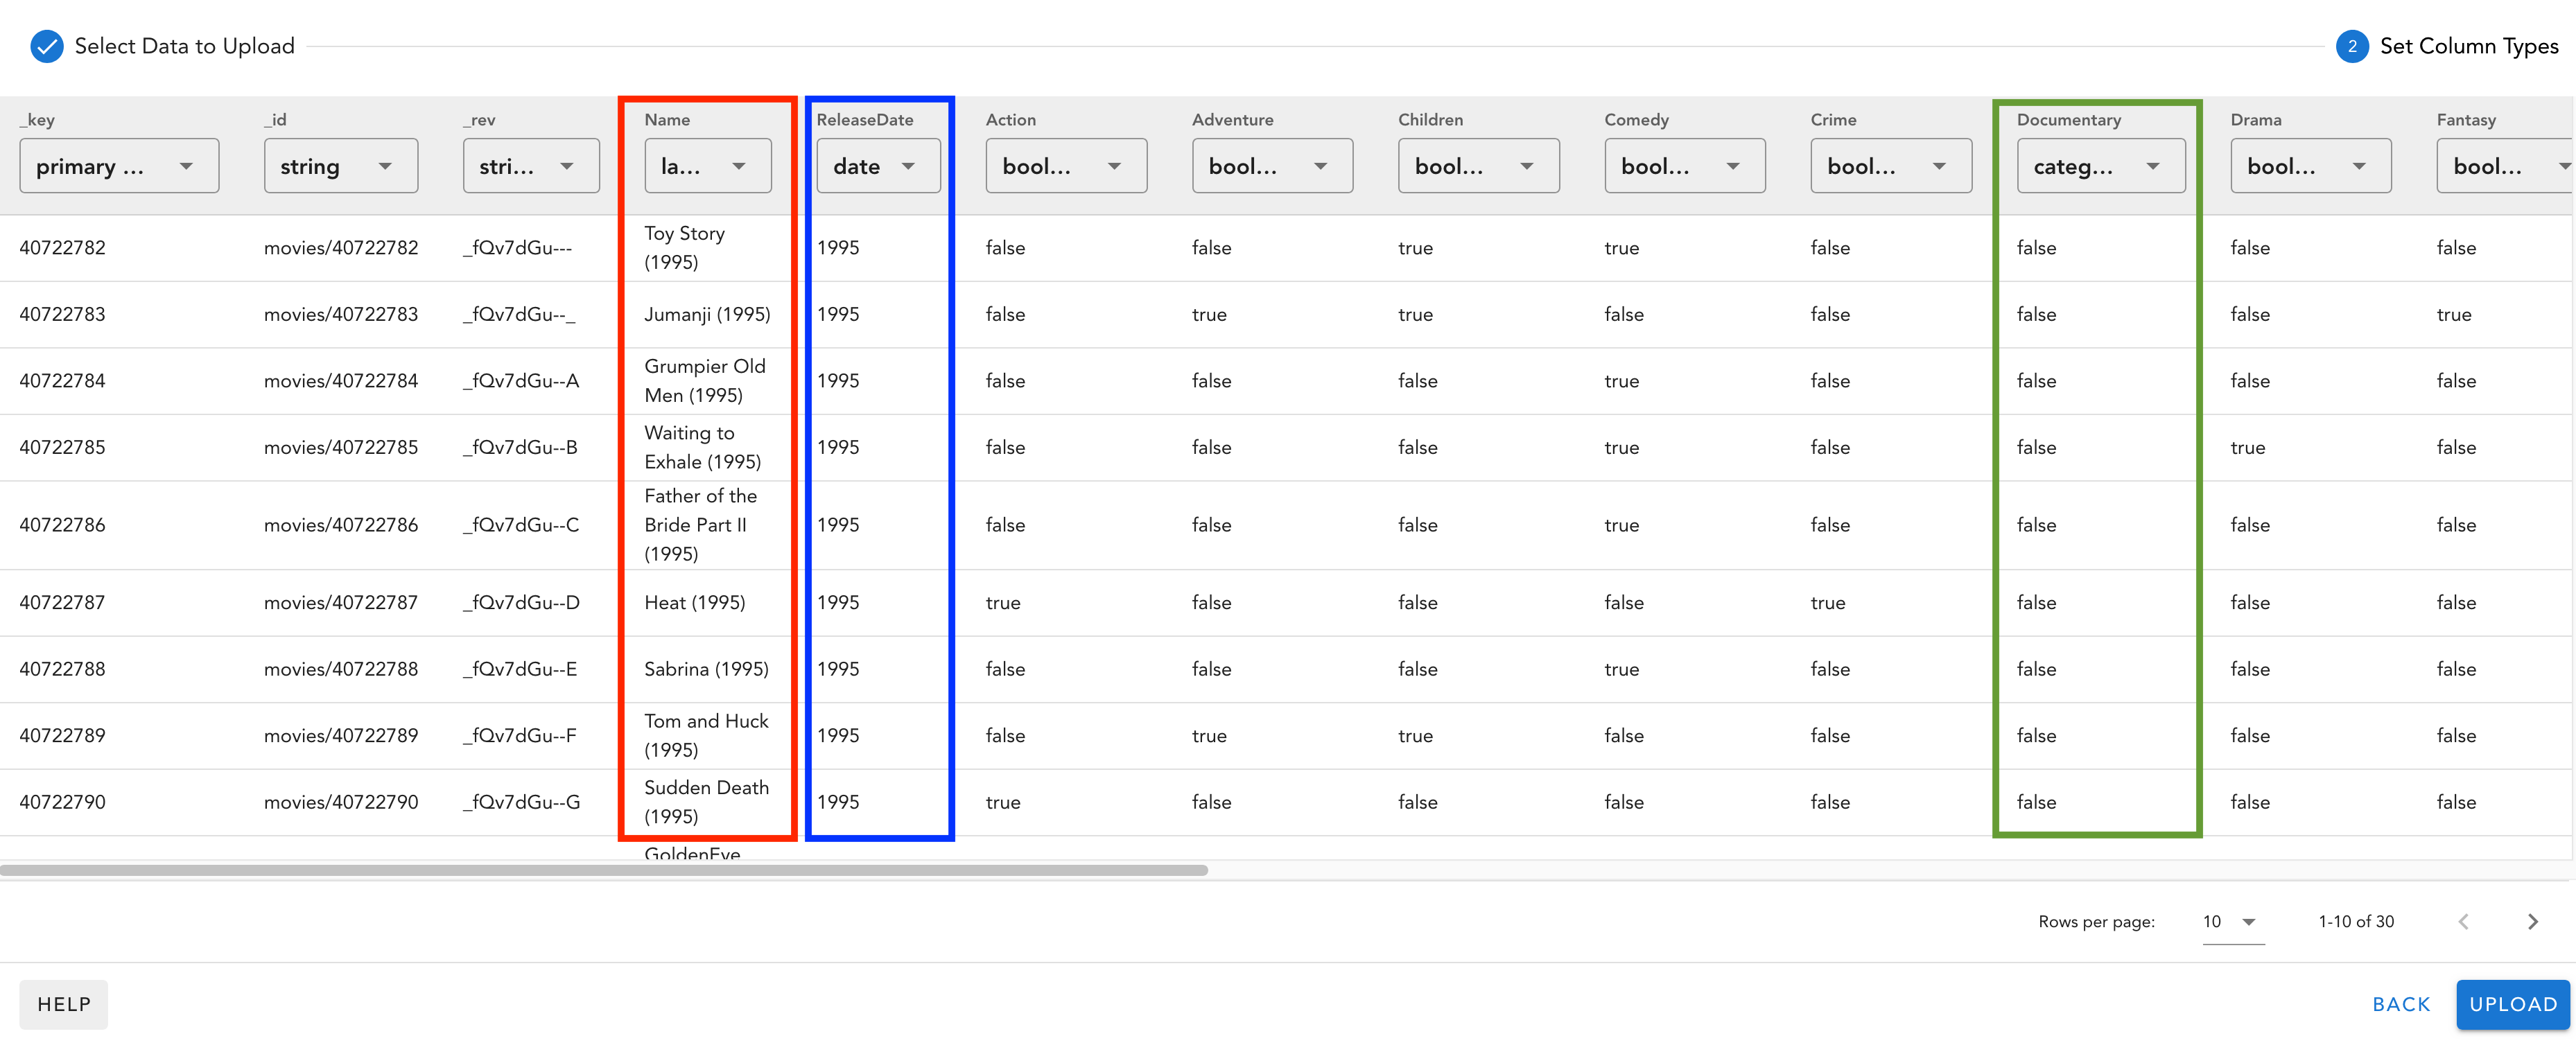 Select Data to Upload
2 Set Column Types
_key _id _rev Name ReleaseDate Action Adventure Children Comedy Crime Documentary Drama Fantasy
primary ... string stri... la... date bool... bool... bool... bool... bool... categ... bool... bool...
40722782 movies/40722782 _fQv7dGu--- Toy Story (1995) 1995 false false true true false false false false
40722783 movies/40722783 _fQv7dGu--_ Jumanji (1995) 1995 false true true false false false false true
40722784 movies/40722784 _fQv7dGu--A Grumpier Old Men (1995) 1995 false false false true false false false false
40722785 movies/40722785 _fQv7dGu--B Waiting to Exhale (1995) 1995 false false false true false false true false
40722786 movies/40722786 _fQv7dGu--C Father of the Bride Part II (1995) 1995 false false false true false false false false
40722787 movies/40722787 _fQv7dGu--D Heat (1995) 1995 true false false false true false false false
40722788 movies/40722788 _fQv7dGu--E Sabrina (1995) 1995 false false false true false false false false
40722789 movies/40722789 _fQv7dGu--F Tom and Huck (1995) 1995 false true true false false false false false
40722790 movies/40722790 _fQv7dGu--G Sudden Death (1995) 1995 true false false false false false false false
GoldenEye
Rows per page: 10 1-10 of 30
HELP BACK UPLOAD